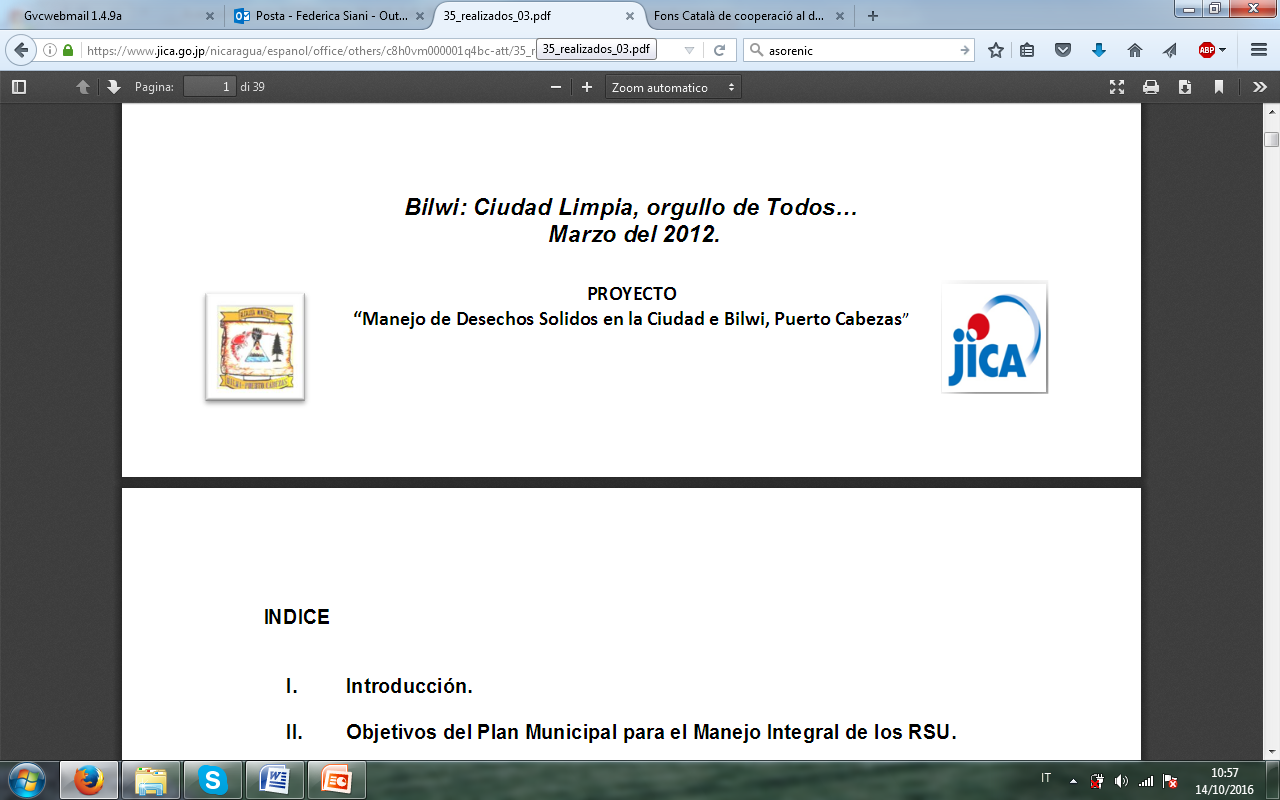 Gvcwebmail 1.4.9a
Posta - Federica Siani - Out...
35_realizados_03.pdf
Fons Català de cooperació al d...
https://www.jica.go.jp/nicaragua/espanol/office/others/c8h0vm000001q4bc-att/35_r
35_realizados_03.pdf
asorenic
ABP
Pagina: 1 di 39
Zoom automatico
Bilwi: Ciudad Limpia, orgullo de Todos…
Marzo del 2012.
PROYECTO
“Manejo de Desechos Solidos en la Ciudad e Bilwi, Puerto Cabezas”
jICA
INDICE
I. Introducción.
II. Objetivos del Plan Municipal para el Manejo Integral de los RSU.
IT
10:57
14/10/2016